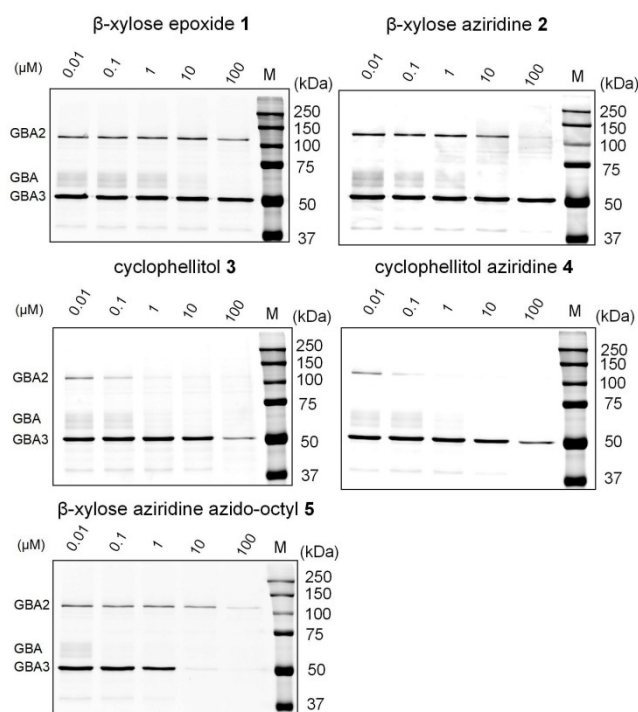 β-xylose epoxide 1
(μM) 0.01 0.1 1 10 100 M (kDa)
GBA2
GBA
GBA3
250
150
100
75
50
37
β-xylose aziridine 2
0.01 0.1 1 10 100 M (kDa)
250
150
100
75
50
37
cyclophellitol 3
(μM) 0.01 0.1 1 10 100 M (kDa)
GBA2
GBA
GBA3
250
150
100
75
50
37
cyclophellitol aziridine 4
0.01 0.1 1 10 100 M (kDa)
250
150
100
75
50
37
β-xylose aziridine azido-octyl 5
(μM) 0.01 0.1 1 10 100 M (kDa)
GBA2
GBA
GBA3
250
150
100
75
50
37